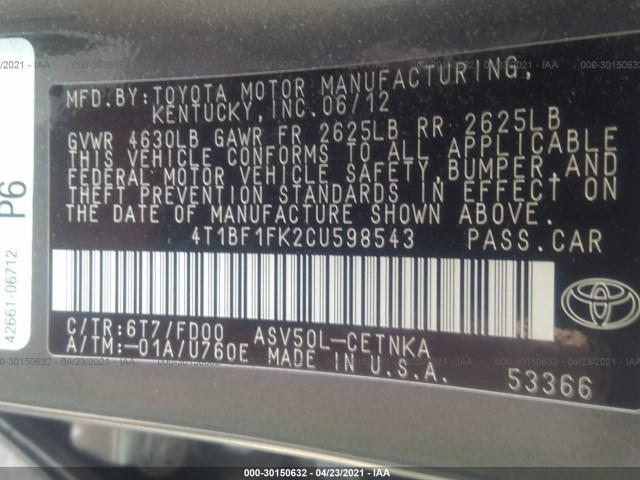 MFD.BY:TOYOTA MOTOR MANUFACTURING,
KENTUCKY,INC.06/12
GVWR 4630LB GAWR FR 2625LB RR 2625LB
THIS VEHICLE CONFORMS TO ALL APPLICABLE
FEDERAL MOTOR VEHICLE SAFETY,BUMPER,AND
THEFT PREVENTION STANDARDS IN EFFECT ON
THE DATE OF MANUFACTURE SHOWN ABOVE.
4T1BF1FK2CU598543 PASS.CAR
C/TR:6T7/FD00 ASV50L-CETNKA
A/TM:-01A/U760E MADE IN U.S.A.
53366
P6
42661-06712
000-30150632 - 04/23/2021 - IAA